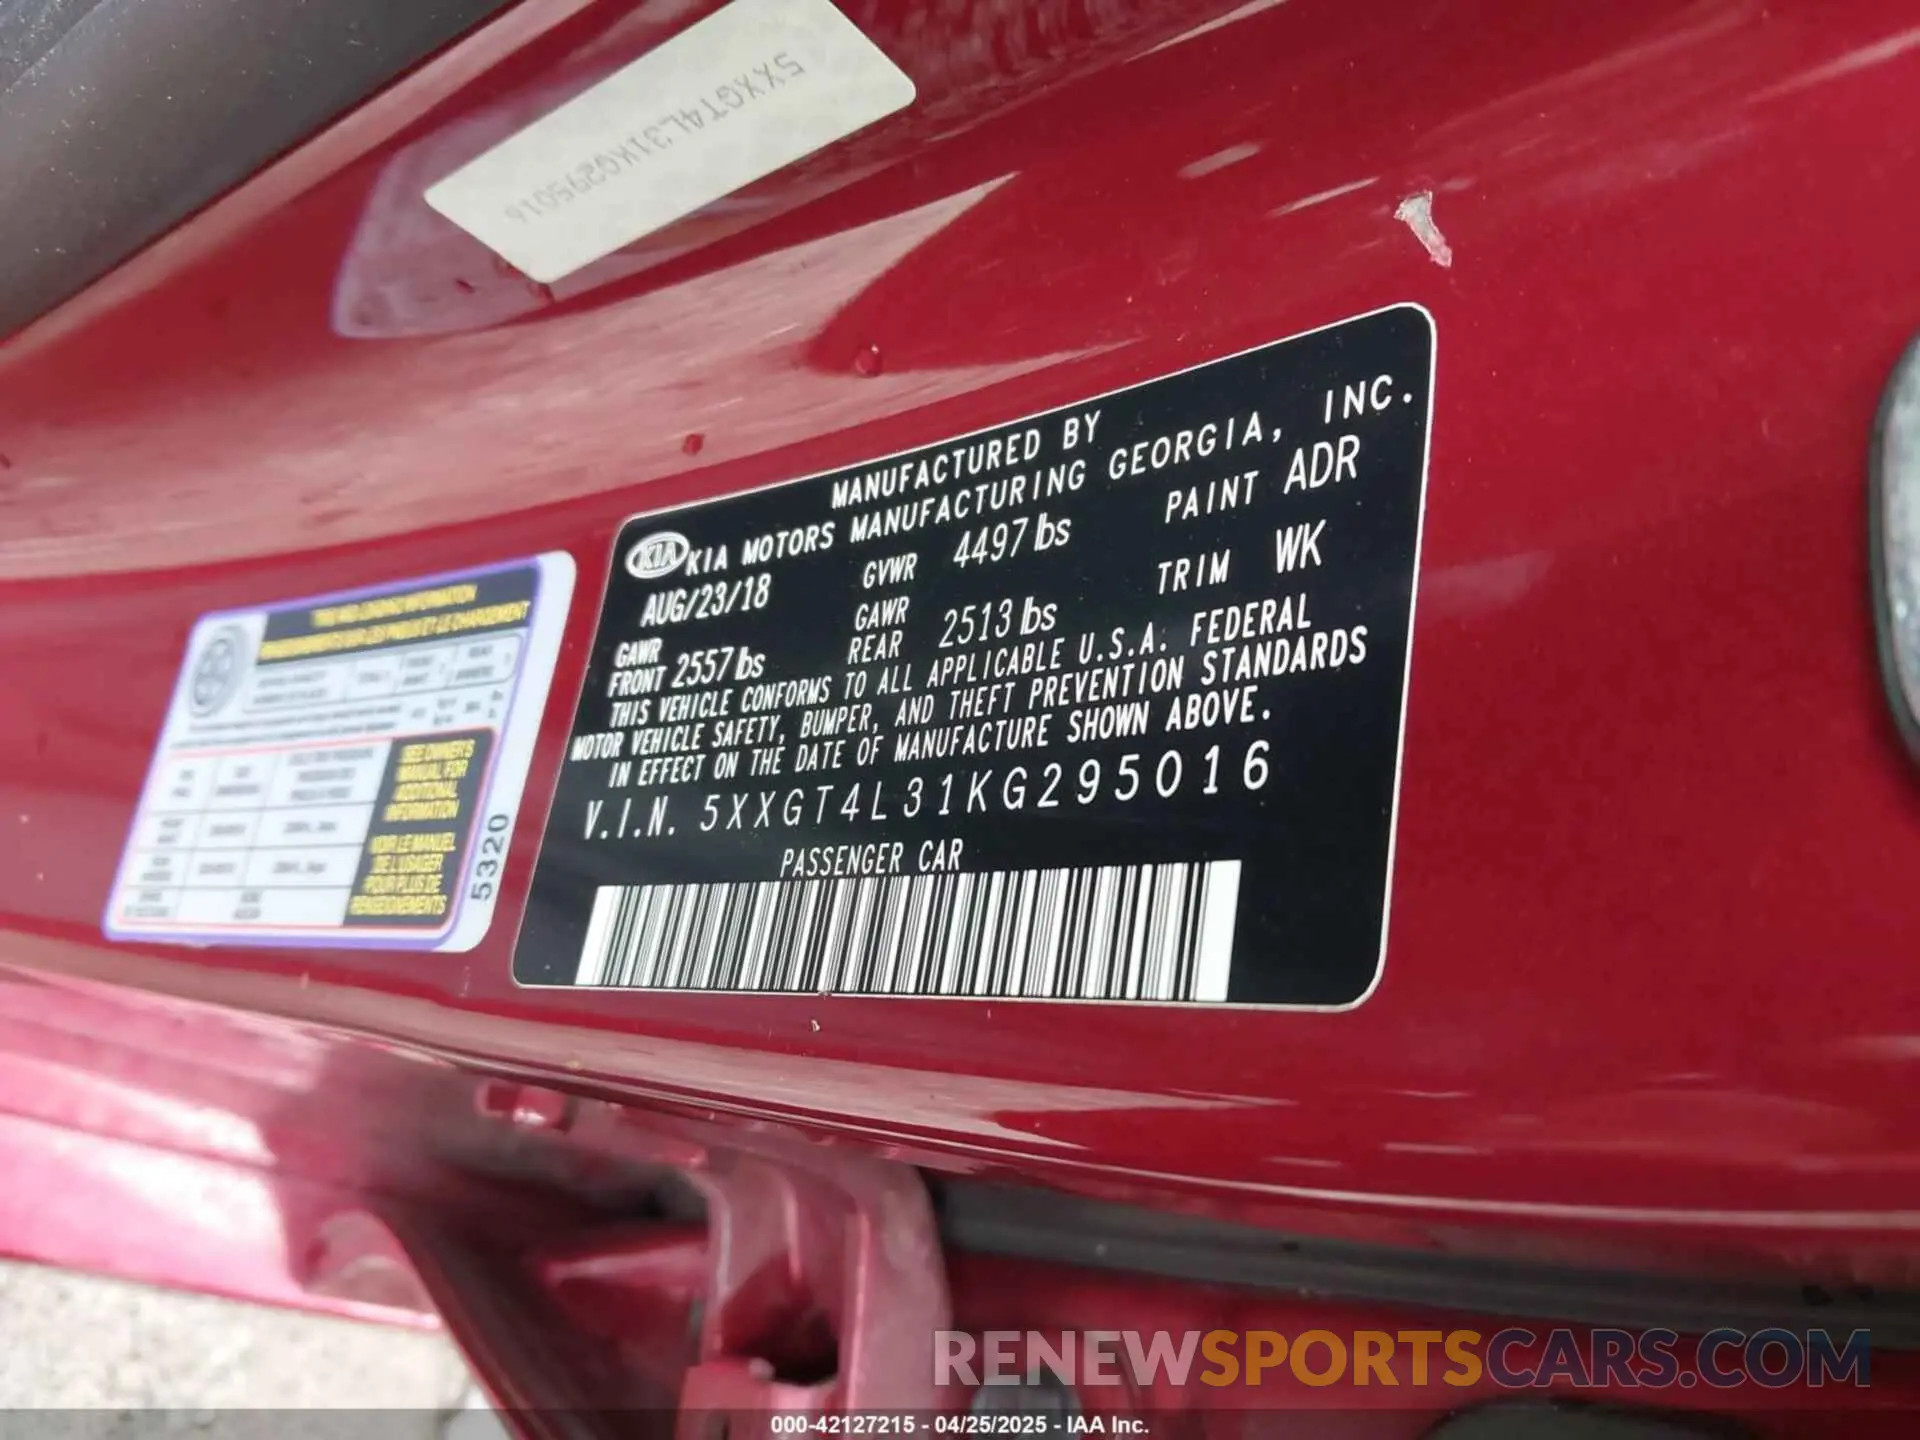 5XXGT4L31KG295016
MANUFACTURED BY
KIA KIA MOTORS MANUFACTURING GEORGIA, INC.
AUG/23/18 GVWR 4497 lbs PAINT ADR
GAWR FRONT 2557 lbs GAWR REAR 2513 lbs TRIM WK
THIS VEHICLE CONFORMS TO ALL APPLICABLE U.S.A. FEDERAL
MOTOR VEHICLE SAFETY, BUMPER, AND THEFT PREVENTION STANDARDS
IN EFFECT ON THE DATE OF MANUFACTURE SHOWN ABOVE.
V.I.N. 5XXGT4L31KG295016
PASSENGER CAR
SEE OWNER'S
MANUAL FOR
ADDITIONAL
INFORMATION
VOIR LE MANUEL
DE L'USAGER
POUR PLUS DE
RENSEIGNEMENTS
5320
RENEWSPORTSCARS.COM
000-42127215 - 04/25/2025 - IAA Inc.